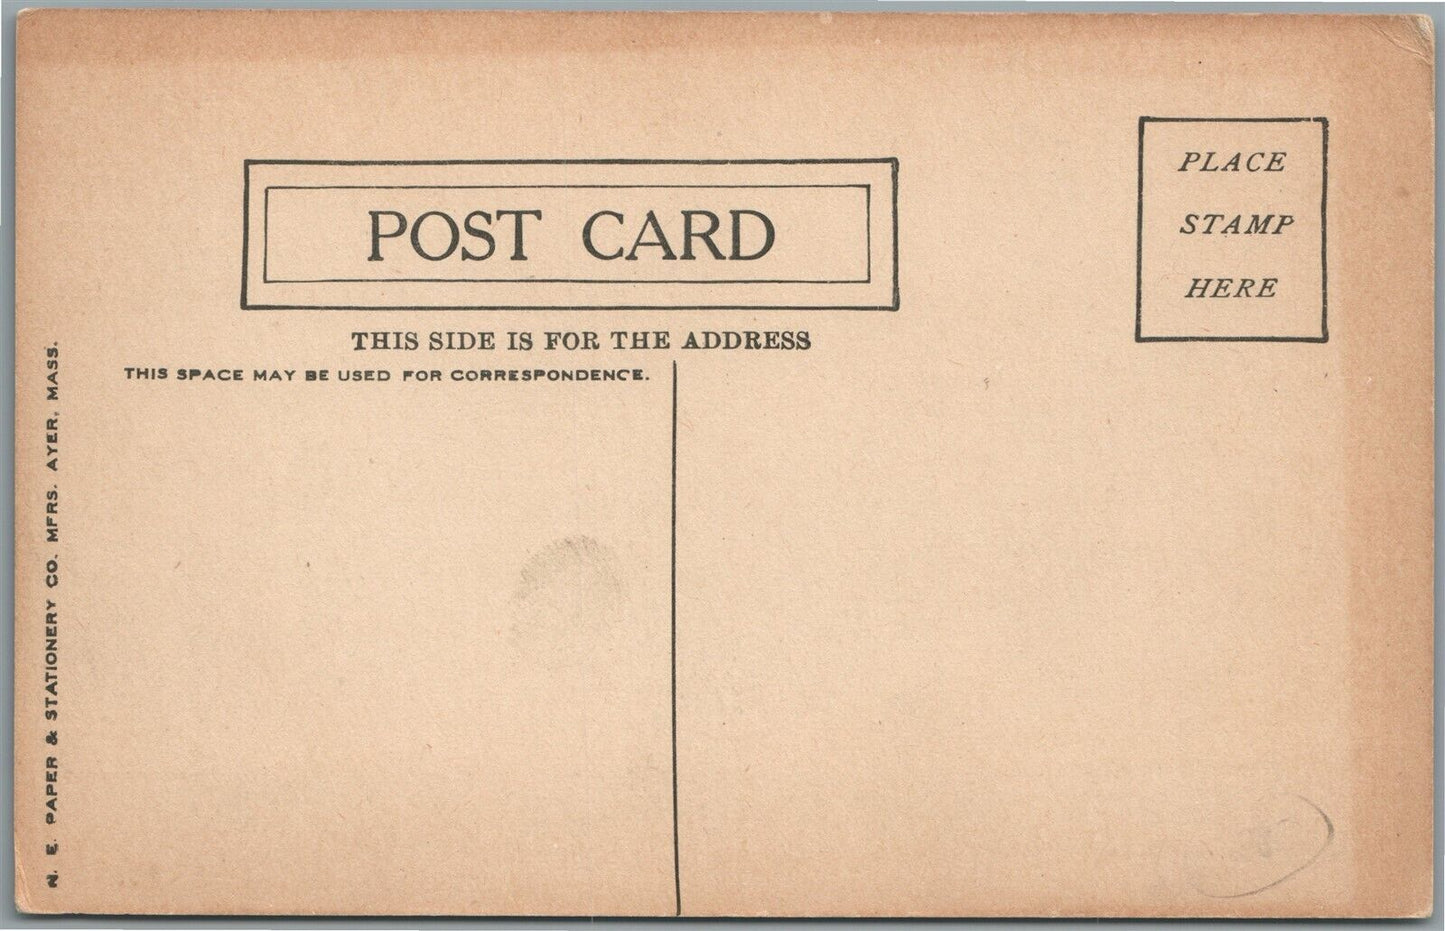 POST CARD
PLACE
STAMP
HERE
THIS SIDE IS FOR THE ADDRESS
THIS SPACE MAY BE USED FOR CORRESPONDENCE.
N. E. PAPER & STATIONERY CO. MFRS. AYER, MASS.